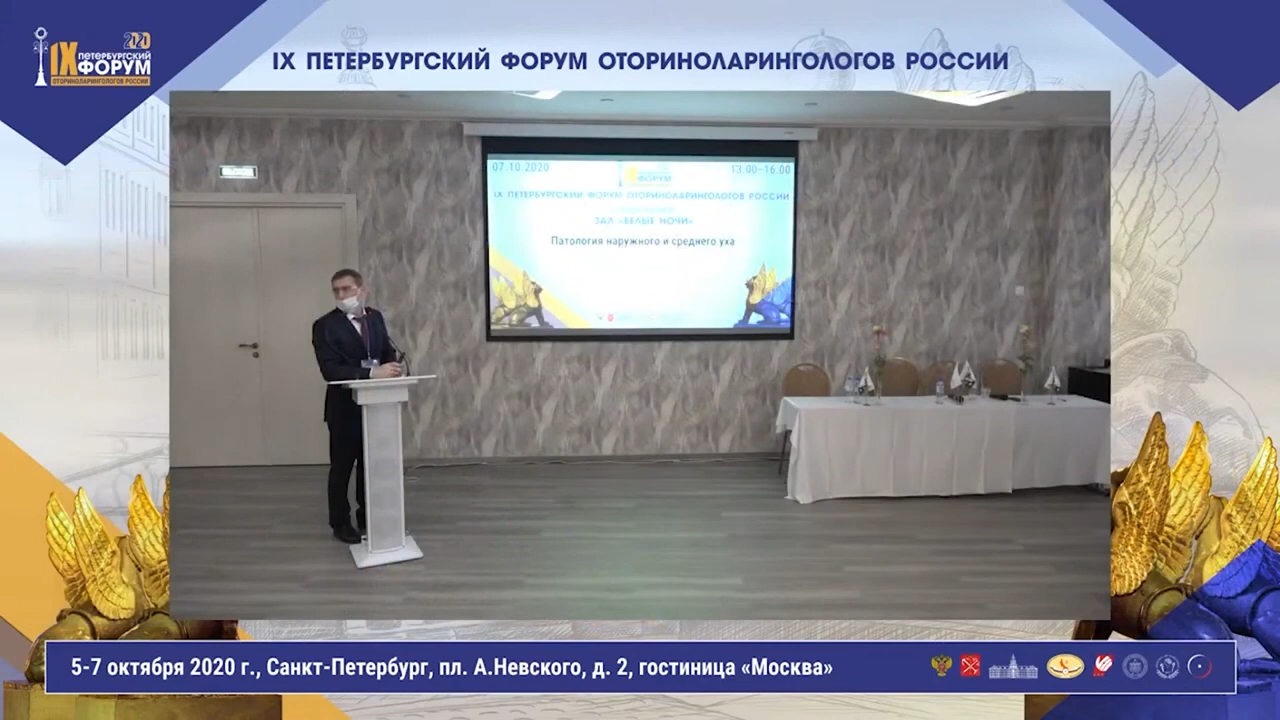 2020
IX ПЕТЕРБУРГСКИЙ
ФОРУМ
ОТОРИНОЛАРИНГОЛОГОВ РОССИИ
IX ПЕТЕРБУРГСКИЙ ФОРУМ ОТОРИНОЛАРИНГОЛОГОВ РОССИИ
07.10.2020
13.00-16.00
ФОРУМ
IX ПЕТЕРБУРГСКИЙ ФОРУМ ОТОРИНОЛАРИНГОЛОГОВ РОССИИ
ЗАЛ «БЕЛЫЕ НОЧИ»
Патология наружного и среднего уха
5-7 октября 2020 г., Санкт-Петербург, пл. А.Невского, д. 2, гостиница «Москва»